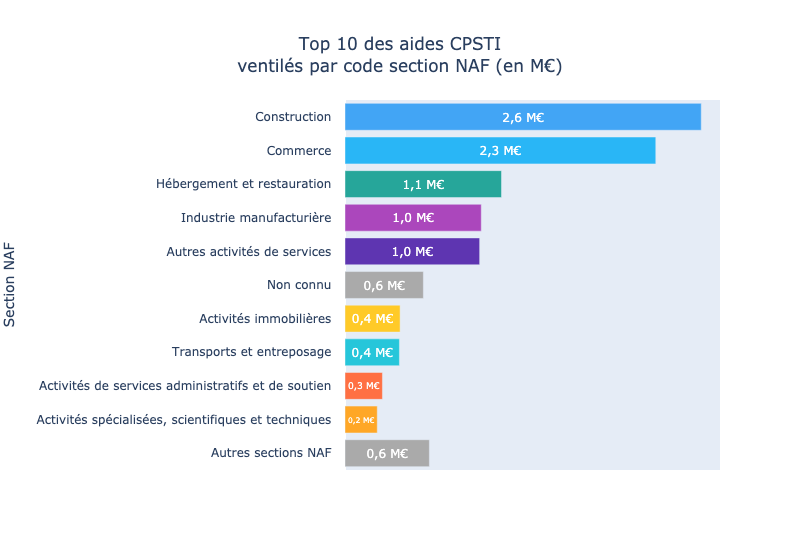 Top 10 des aides CPSTI
ventilés par code section NAF (en M€)
Section NAF
Construction 2,6 M€
Commerce 2,3 M€
Hébergement et restauration 1,1 M€
Industrie manufacturière 1,0 M€
Autres activités de services 1,0 M€
Non connu 0,6 M€
Activités immobilières 0,4 M€
Transports et entreposage 0,4 M€
Activités de services administratifs et de soutien 0,3 M€
Activités spécialisées, scientifiques et techniques 0,2 M€
Autres sections NAF 0,6 M€